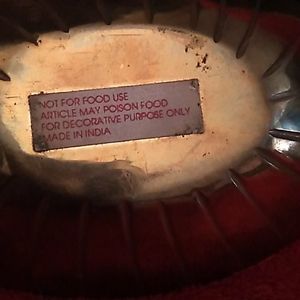 NOT FOR FOOD USE
ARTICLE MAY POISON FOOD
FOR DECORATIVE PURPOSE ONLY
MADE IN INDIA